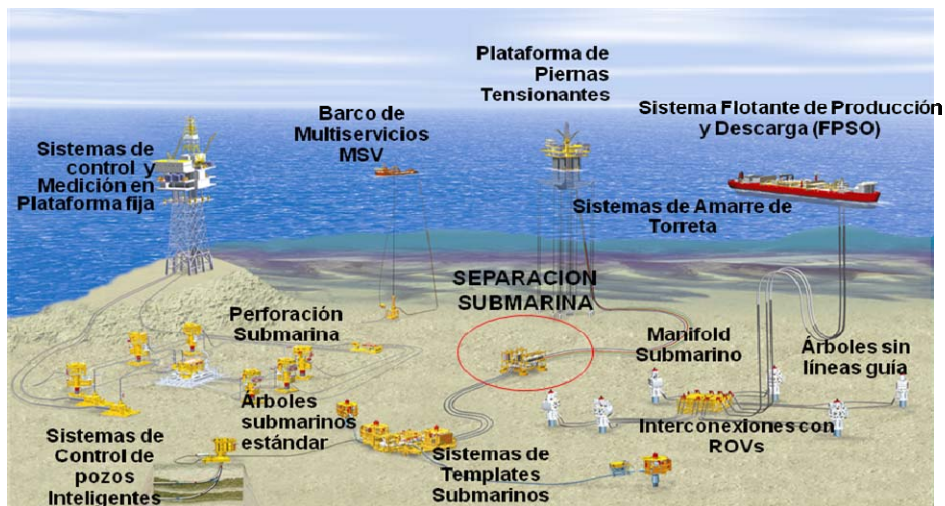 Plataforma de
Piernas
Tensionantes
Barco de
Multiservicios
MSV
Sistema Flotante de Producción
y Descarga (FPSO)
Sistemas de
control y
Medición en
Plataforma fija
Sistemas de Amarre de
Torreta
SEPARACION
SUBMARINA
Perforación
Submarina
Manifold
Submarino
Árboles sin
líneas guía
Árboles
submarinos
estándar
Interconexiones con
ROVs
Sistemas de
Control de
pozos
Inteligentes
Sistemas de
Templates
Submarinos